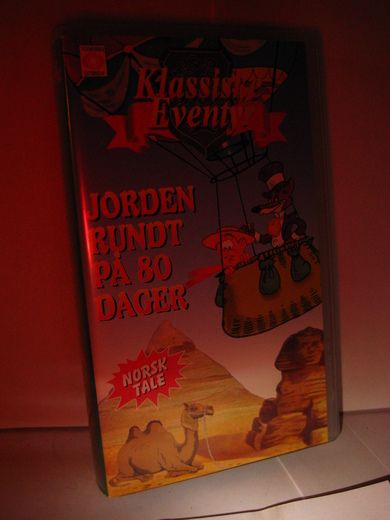 Klassiske
Eventyr
JORDEN
RUNDT
PÅ 80
DAGER
NORSK
TALE